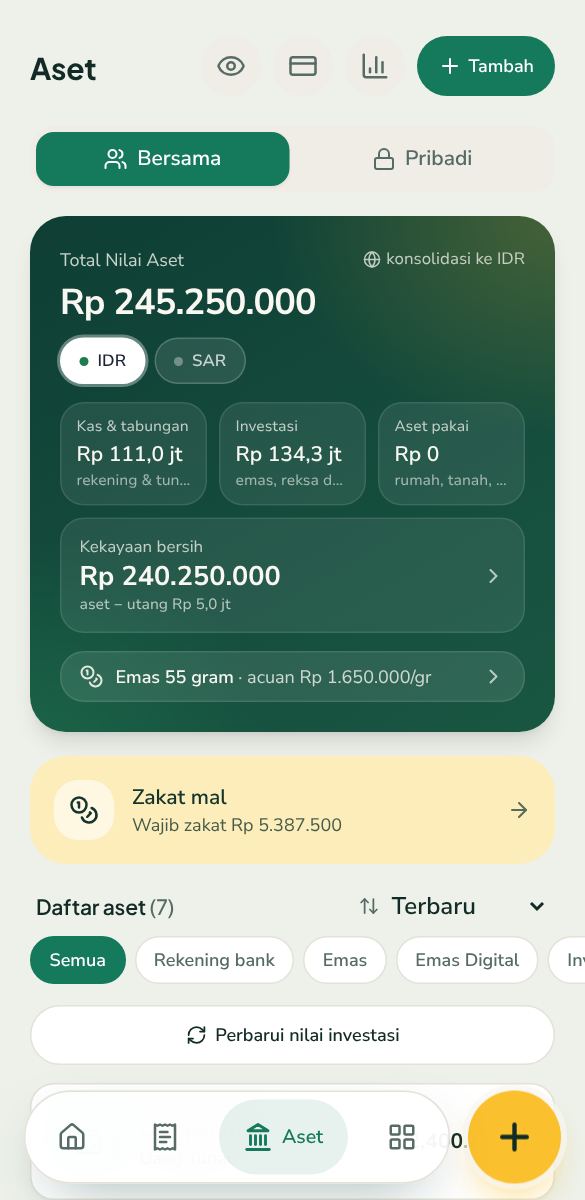 Aset
Tambah
Bersama
Pribadi
Total Nilai Aset
konsolidasi ke IDR
Rp 245.250.000
IDR
SAR
Kas & tabungan
Rp 111,0 jt
rekening & tun...
Investasi
Rp 134,3 jt
emas, reksa d...
Aset pakai
Rp 0
rumah, tanah, ...
Kekayaan bersih
Rp 240.250.000
aset – utang Rp 5,0 jt
Emas 55 gram · acuan Rp 1.650.000/gr
Zakat mal
Wajib zakat Rp 5.387.500
Daftar aset (7)
Terbaru
Semua
Rekening bank
Emas
Emas Digital
Perbarui nilai investasi
Aset